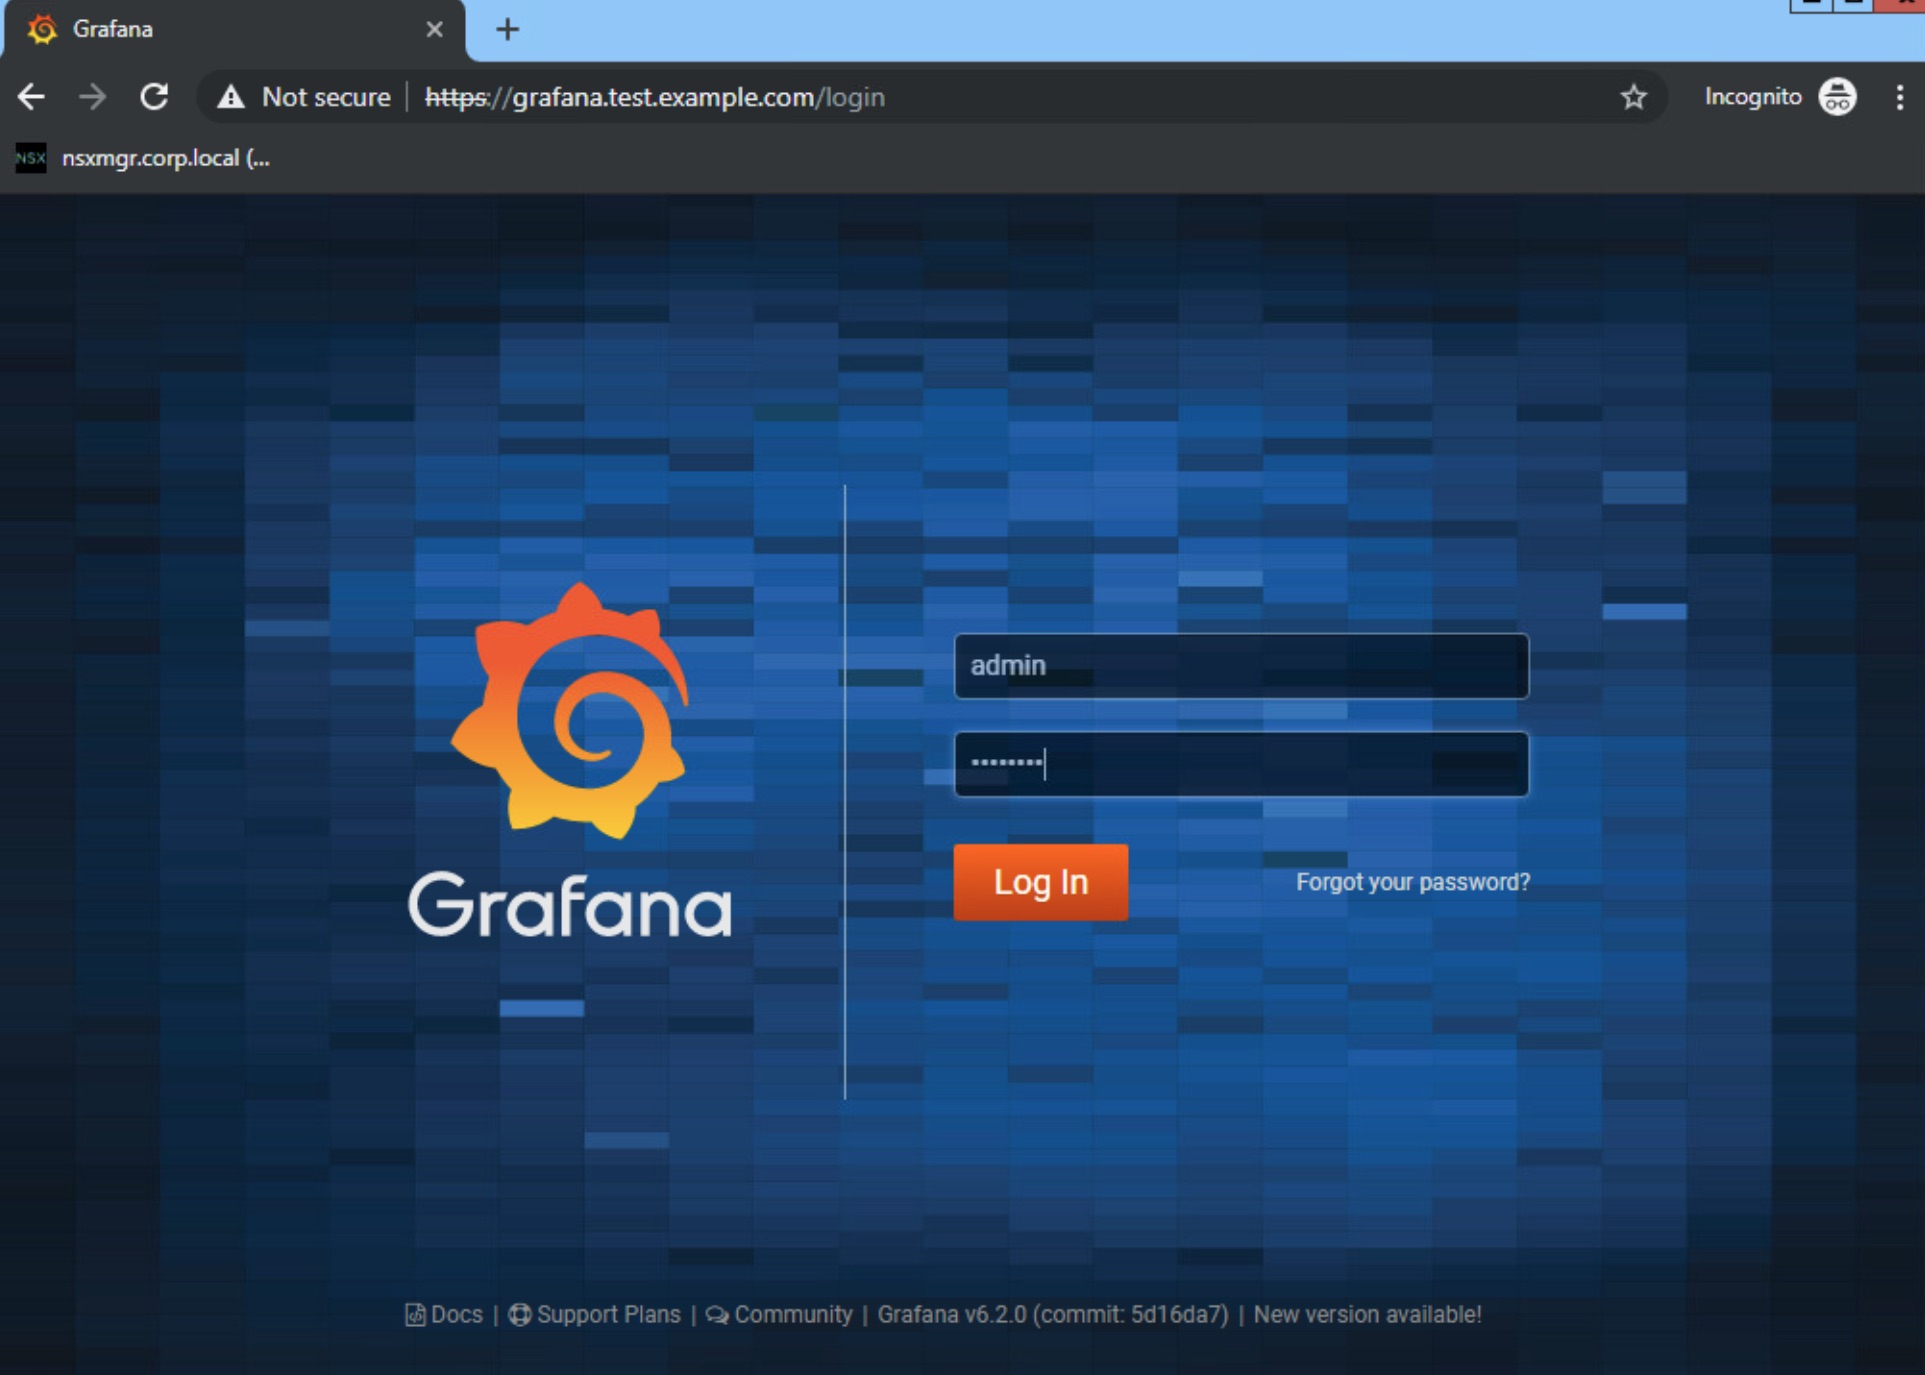 Grafana
Not secure | https://grafana.test.example.com/login
Incognito
NSX nsxmgr.corp.local (...
admin
••••••••
Log In
Forgot your password?
Grafana
Docs | Support Plans | Community | Grafana v6.2.0 (commit: 5d16da7) | New version available!